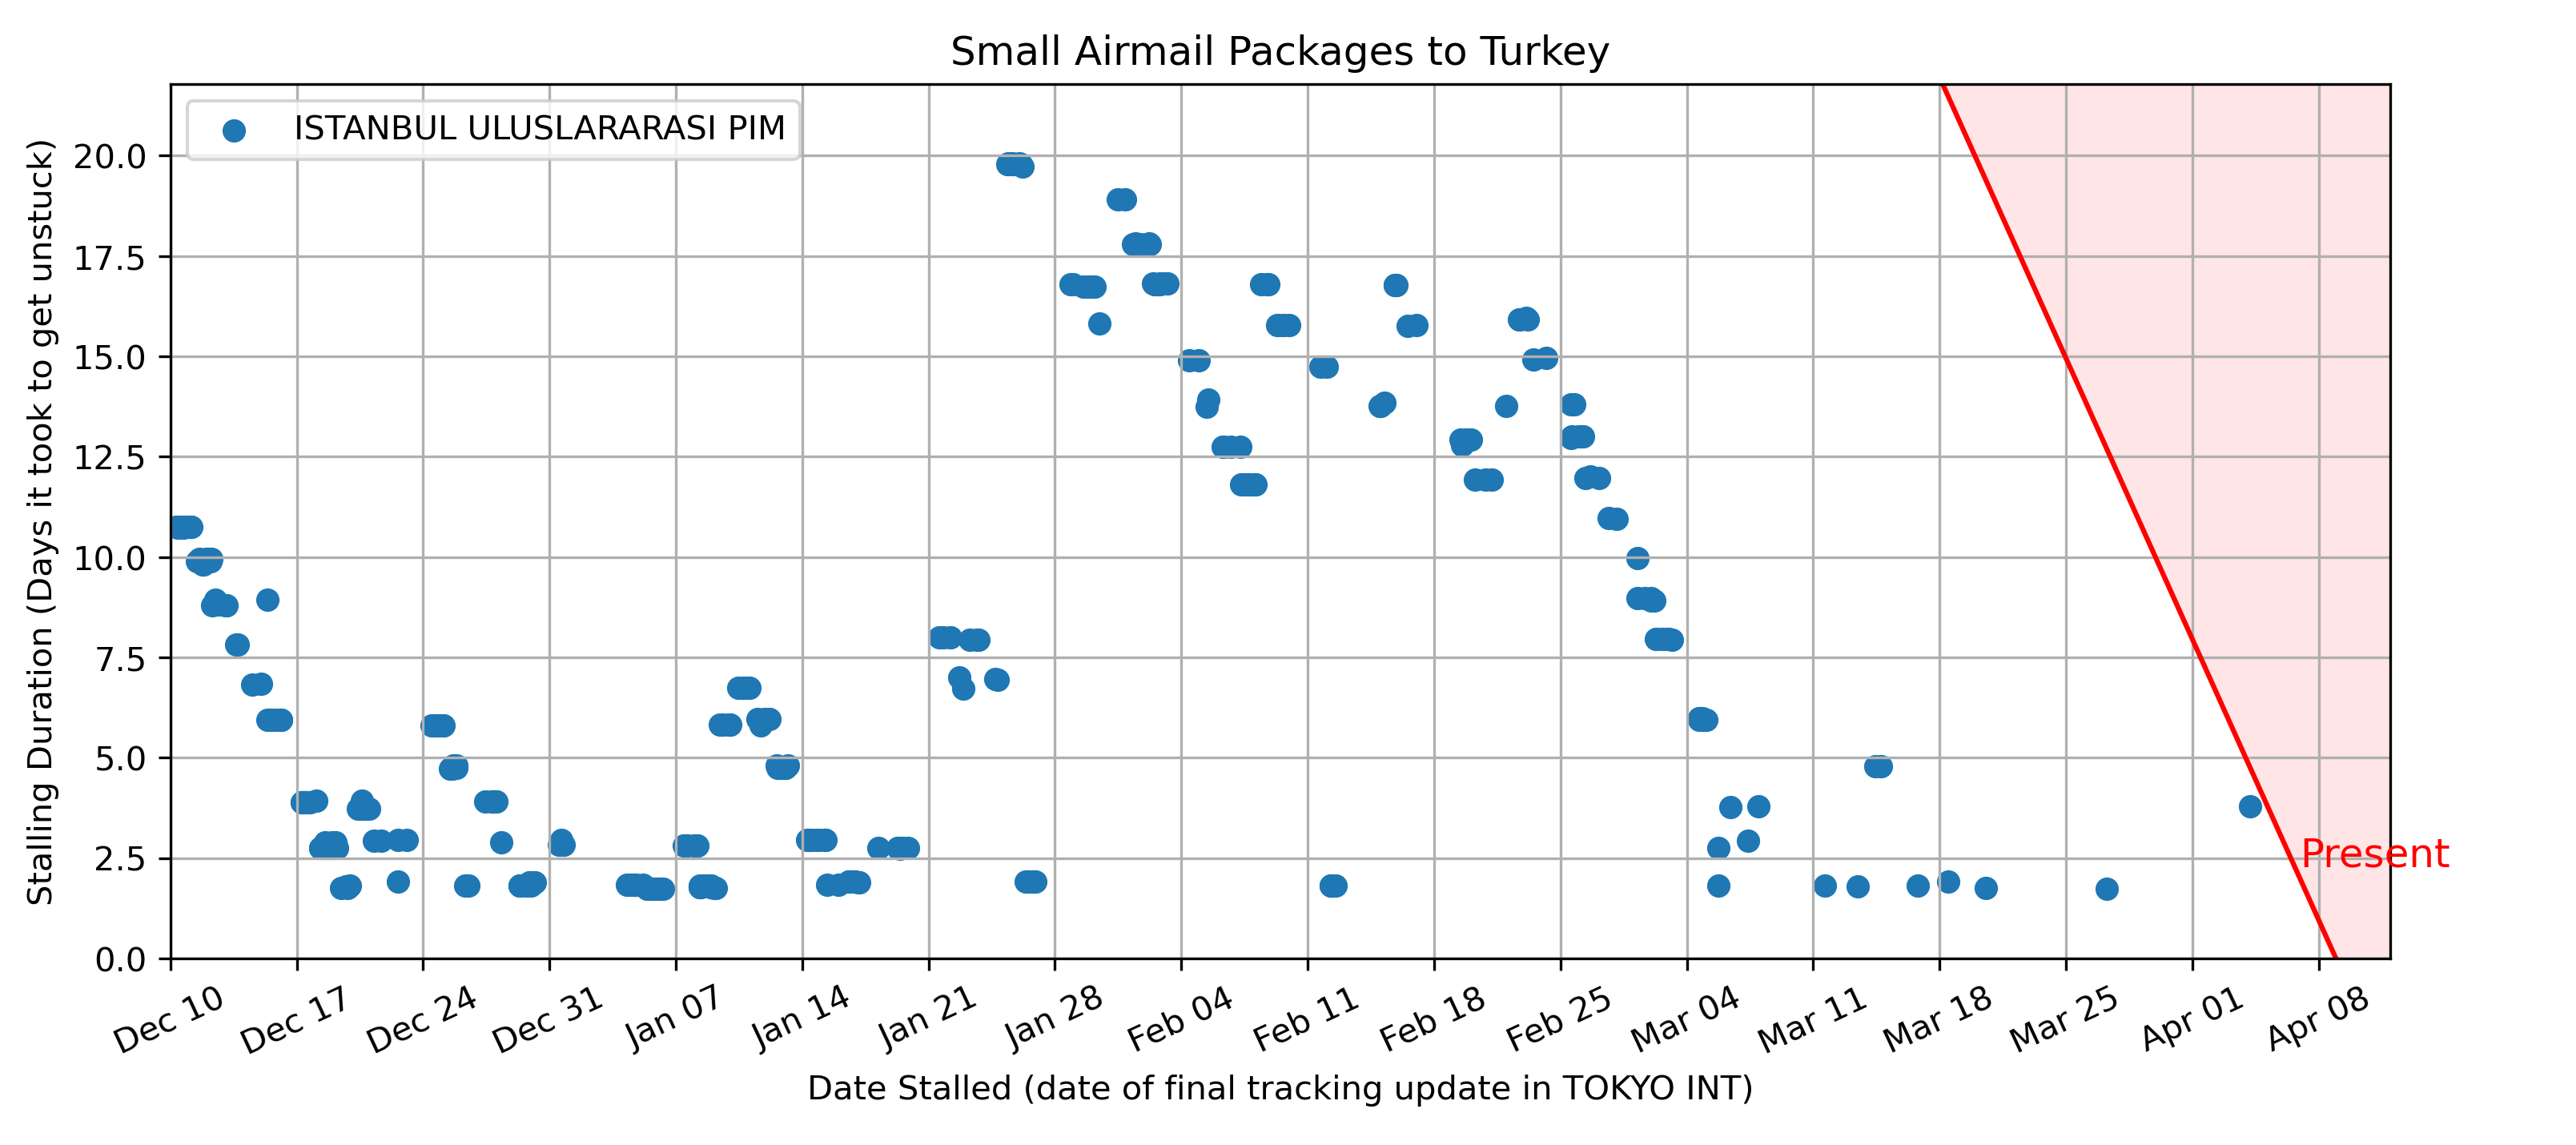 Small Airmail Packages to Turkey
ISTANBUL ULUSLARARASI PIM
Stalling Duration (Days it took to get unstuck)
20.0
17.5
15.0
12.5
10.0
7.5
5.0
2.5
0.0
Present
Dec 10
Dec 17
Dec 24
Dec 31
Jan 07
Jan 14
Jan 21
Jan 28
Feb 04
Feb 11
Feb 18
Feb 25
Mar 04
Mar 11
Mar 18
Mar 25
Apr 01
Apr 08
Date Stalled (date of final tracking update in TOKYO INT)